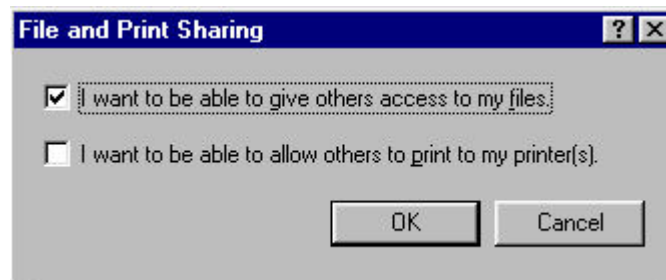 File and Print Sharing
I want to be able to give others access to my files.
I want to be able to allow others to print to my printer(s).
OK Cancel